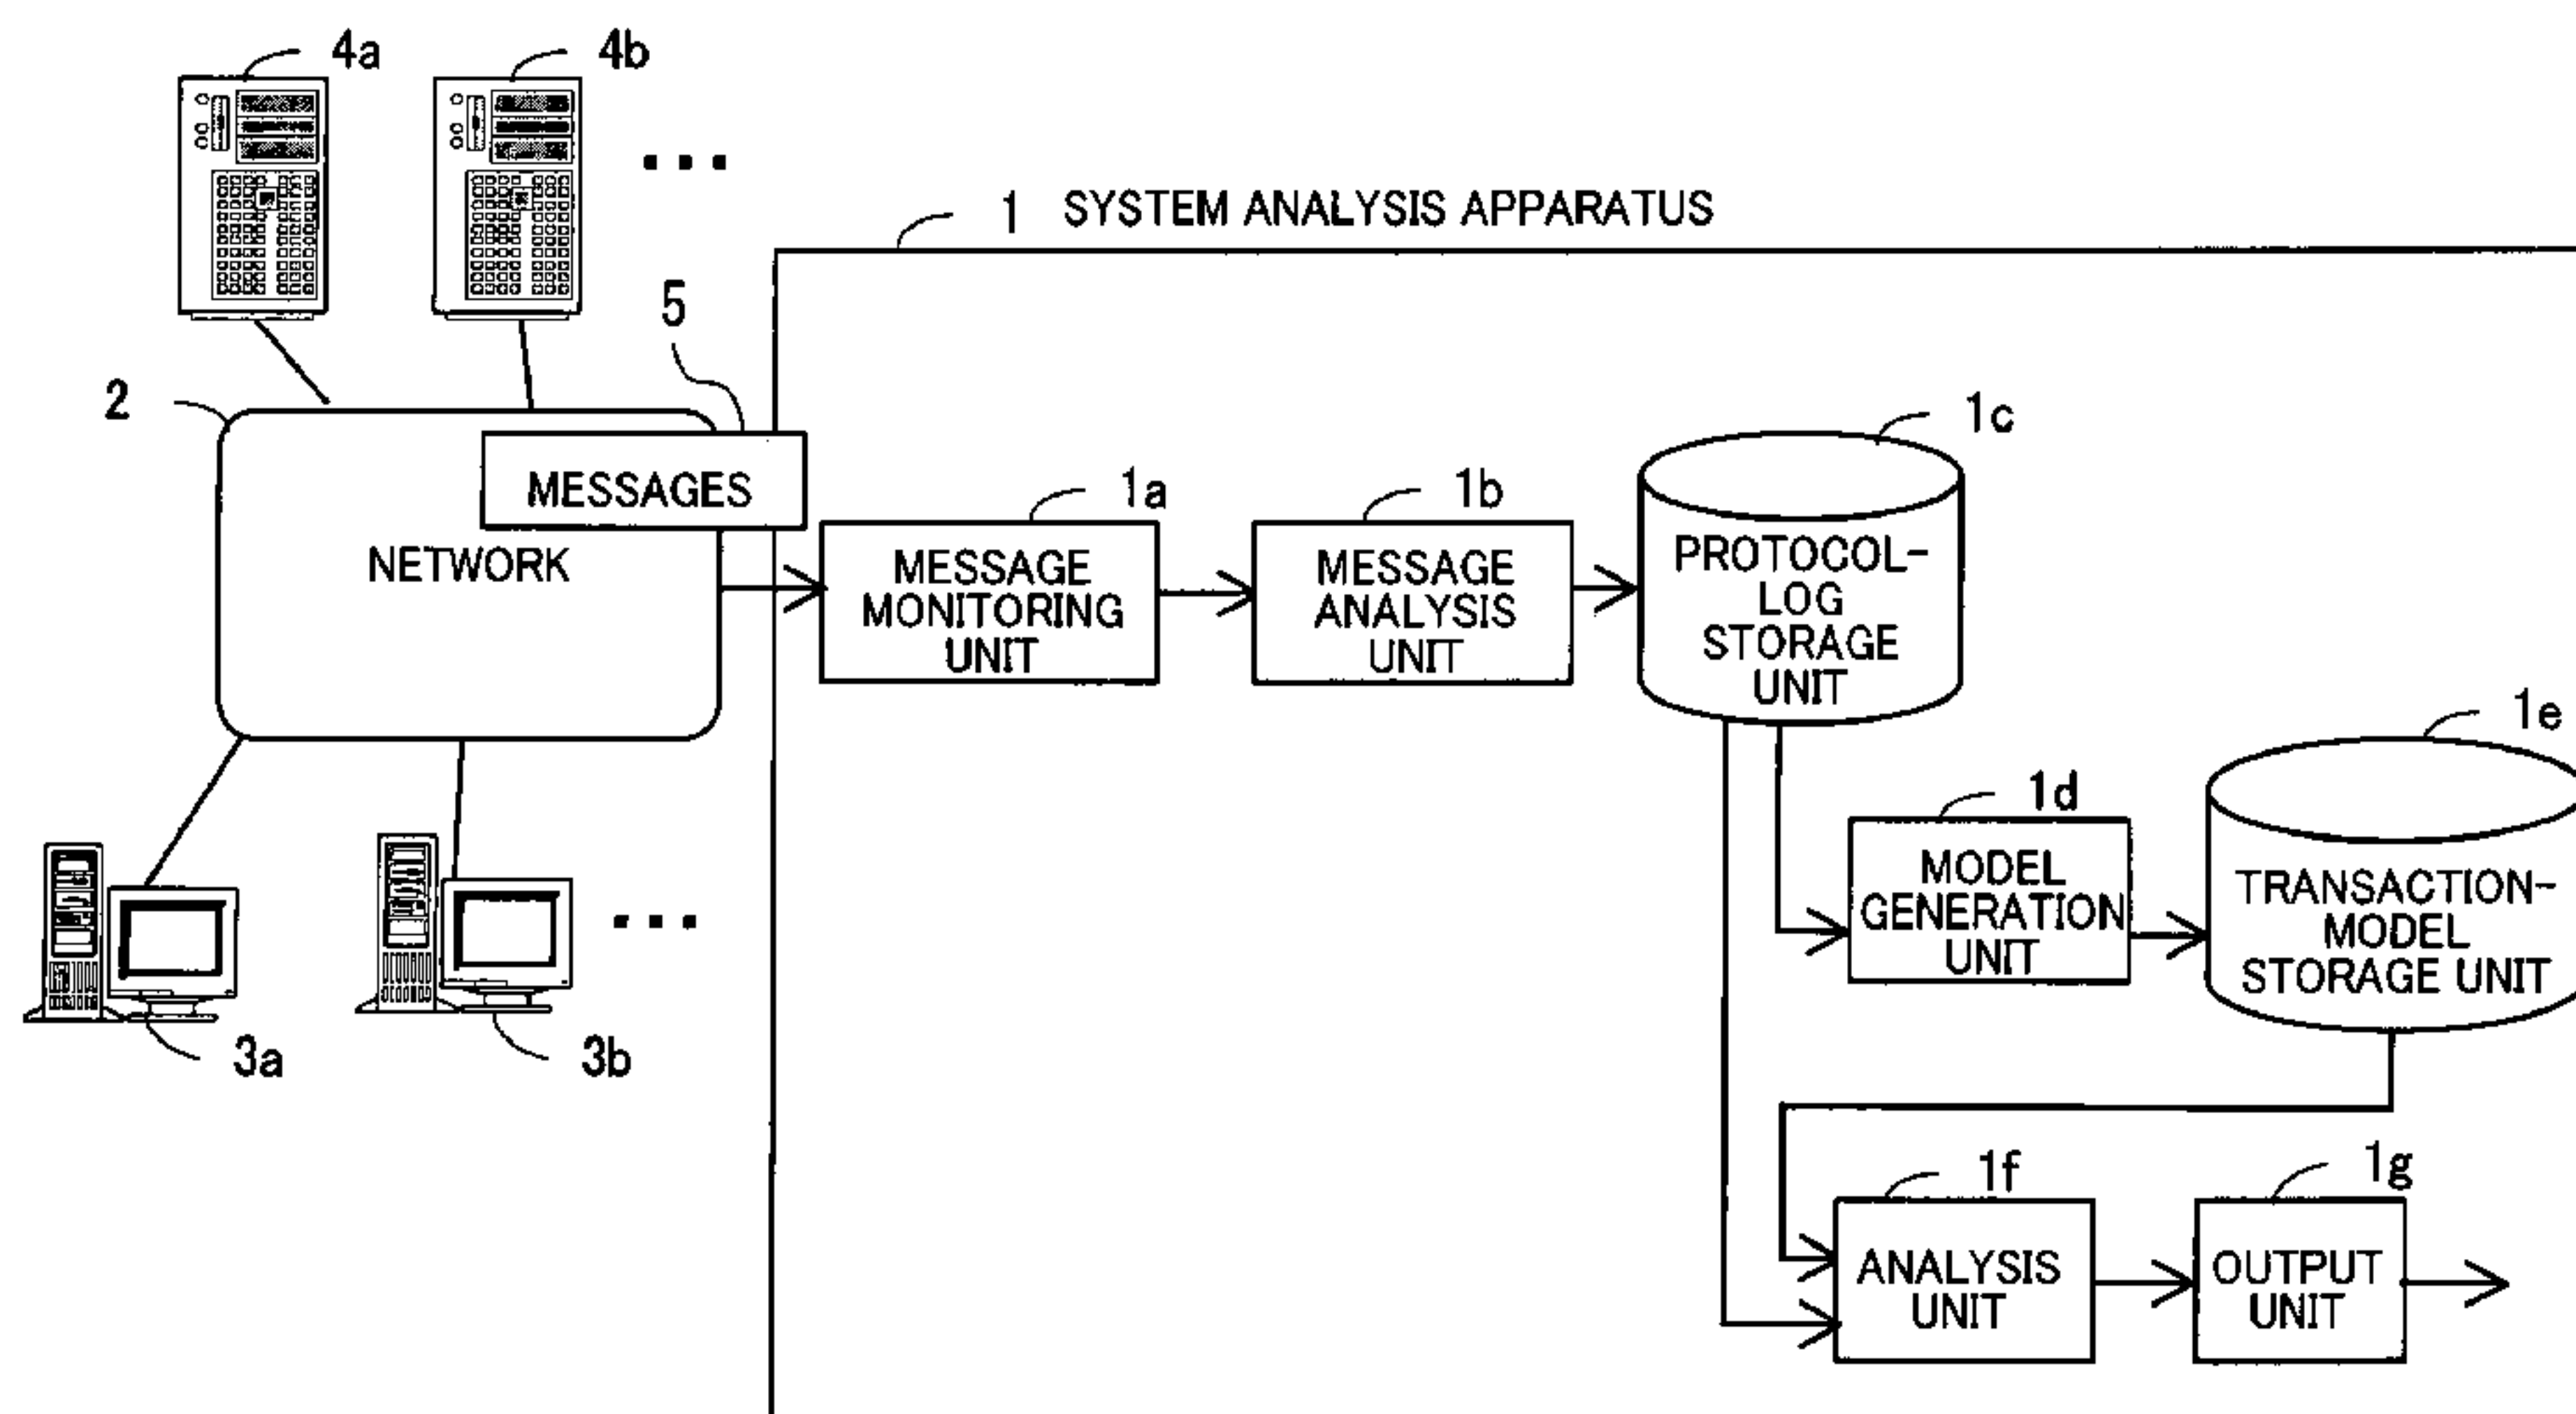 4a
4b
1 SYSTEM ANALYSIS APPARATUS
5
2
MESSAGES
NETWORK
1a
MESSAGE
MONITORING
UNIT
1b
MESSAGE
ANALYSIS
UNIT
1c
PROTOCOL-
LOG
STORAGE
UNIT
1d
MODEL
GENERATION
UNIT
1e
TRANSACTION-
MODEL
STORAGE UNIT
3a
3b
1f
ANALYSIS
UNIT
1g
OUTPUT
UNIT